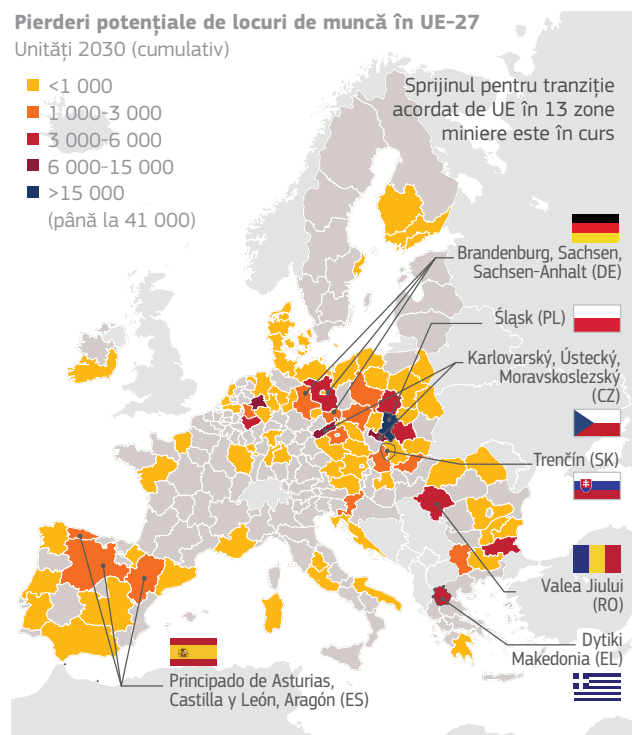 Pierderi potențiale de locuri de muncă în UE-27
Unități 2030 (cumulativ)
<1 000
1 000-3 000
3 000-6 000
6 000-15 000
>15 000
(până la 41 000)
Sprijinul pentru tranziție
acordat de UE în 13 zone
miniere este în curs
Brandenburg, Sachsen,
Sachsen-Anhalt (DE)
Śląsk (PL)
Karlovarský, Ústecký,
Moravskoslezský
(CZ)
Trenčín (SK)
Valea Jiului
(RO)
Dytiki
Makedonia (EL)
Principado de Asturias,
Castilla y León, Aragón (ES)